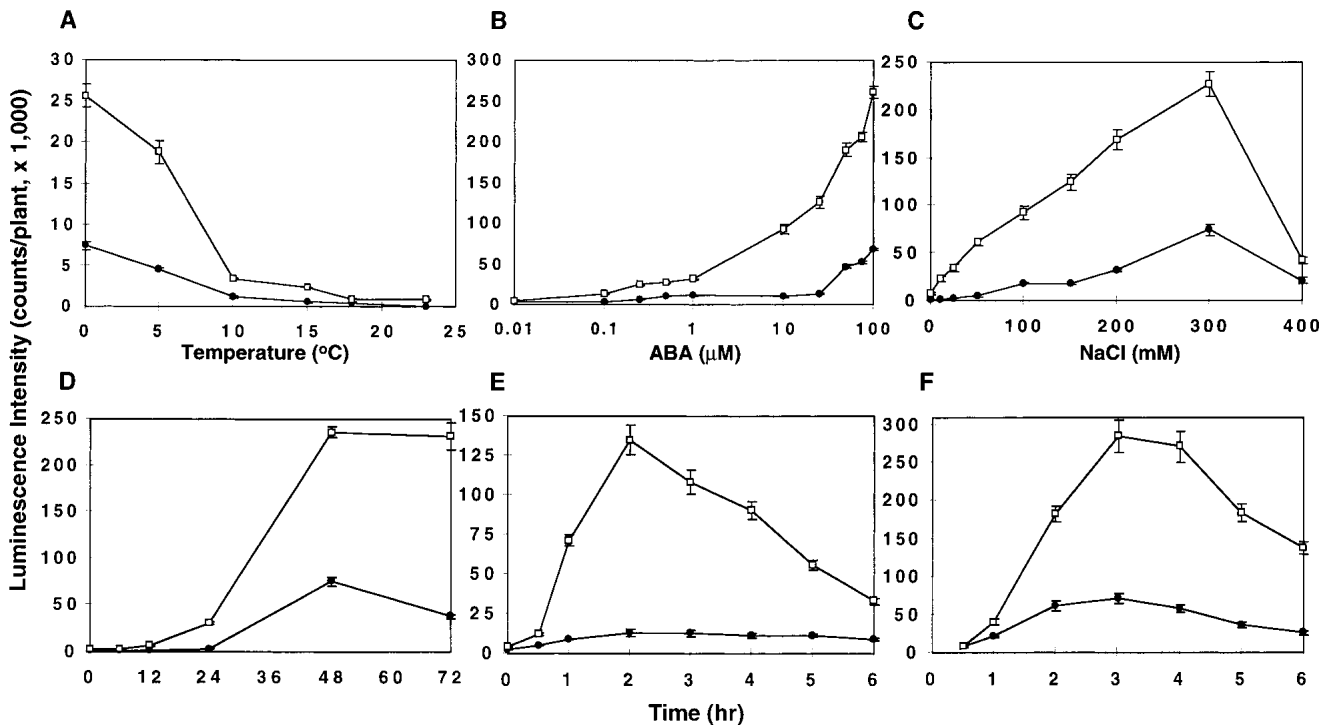 A
B
C
Luminescence Intensity (counts/plant, x 1,000)
30
25
20
15
10
5
0
0 5 10 15 20 25
Temperature (oC)
300
250
200
150
100
50
0
0.01 0.1 1 10 100
ABA (μM)
250
200
150
100
50
0
0 100 200 300 400
NaCl (mM)
D
E
F
250
200
150
100
50
0
0 12 24 36 48 60 72
150
125
100
75
50
25
0
0 1 2 3 4 5 6
300
250
200
150
100
50
0
0 1 2 3 4 5 6
Time (hr)